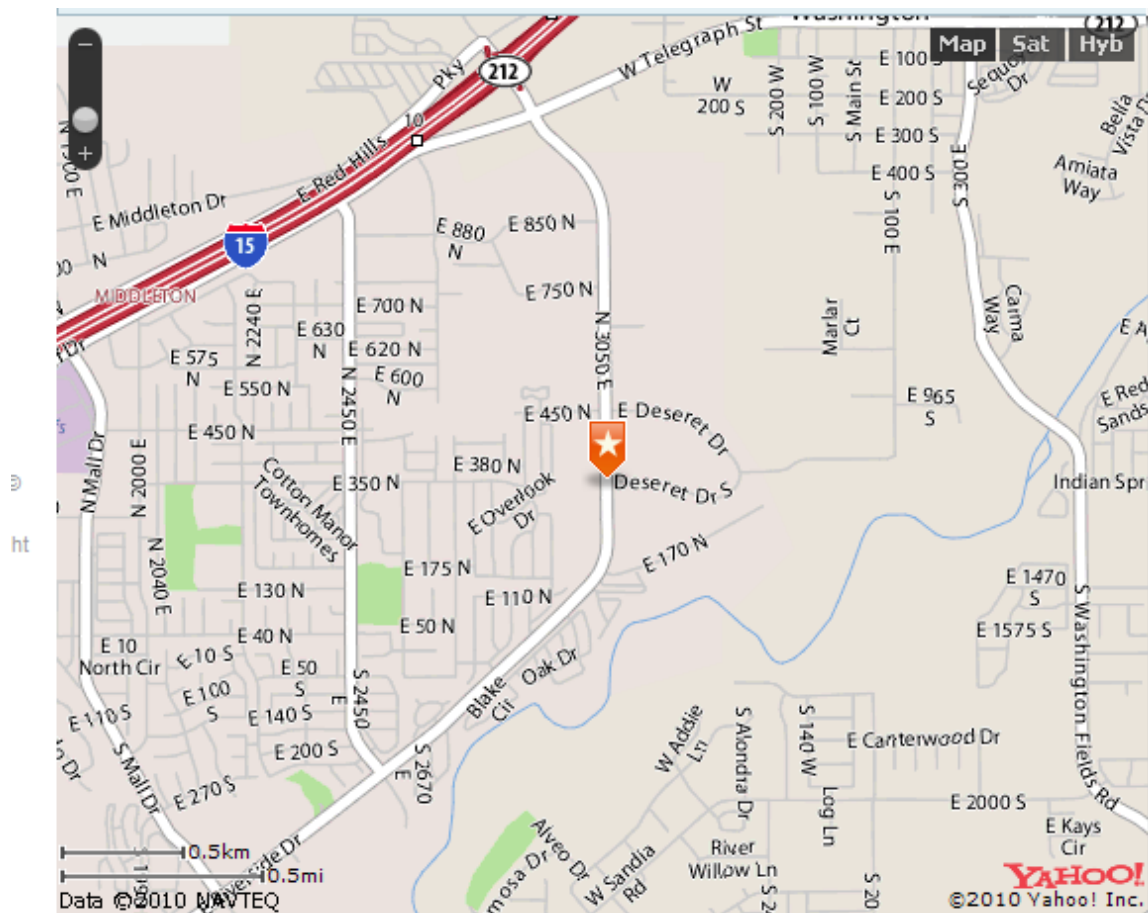 Washington
212
Map
Sat
Hyb
Pky
212
W Telegraph St
W
200 S
S 200 W
S 100 W
S Main St
E 100 S
E 200 S
E 300 S
E 400 S
S 100 E
S 300 E
Dr
Bella
Vista Dr
Amiata
Way
10
E Red Hills
E Middleton Dr
15
MIDDLETON
N 2240 E
E 880
N
E 850 N
E 750 N
E 700 N
E 630
N
E 620 N
E 600
N
E 575
N
E 550 N
N 2450 E
N 3050 E
Marlar
Ct
Carma
Way
E 965
S
E Red
Sands
E 450 N
E 450 N
E Deseret Dr
Deseret Dr S
N Mall Dr
N 2000 E
N 2040 E
Cotton Manor
Townhomes
E 350 N
E 380 N
E Overlook
Dr
Indian Spr
ht
E 170 N
E 175 N
E 130 N
E 110 N
E 50 N
E 40 N
E 10
North Cir
E 10 S
E 50
S
E 100
S
E 110 S
E 140 S
E 200 S
E 270 S
S Mall Dr
S 2450
E
S 2670
E
Blake
Oak Dr
E 1470
S
E 1575 S
S Washington Fields Rd
W Addie
Ln
S Alondra Dr
S 140 W
Log Ln
E Canterwood Dr
E 2000 S
E Kays
Cir
River
Willow Ln
Alveo Dr
W Sandia
Rd
0.5km
0.5mi
Data © 2010 NAVTEQ
YAHOO!
©2010 Yahoo! Inc.